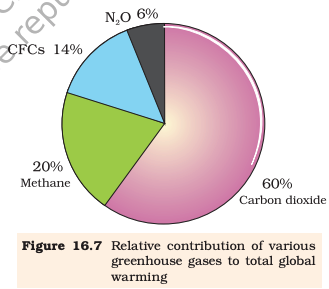 N₂O 6%
CFCs 14%
20%
Methane
60%
Carbon dioxide
Figure 16.7 Relative contribution of various
greenhouse gases to total global
warming